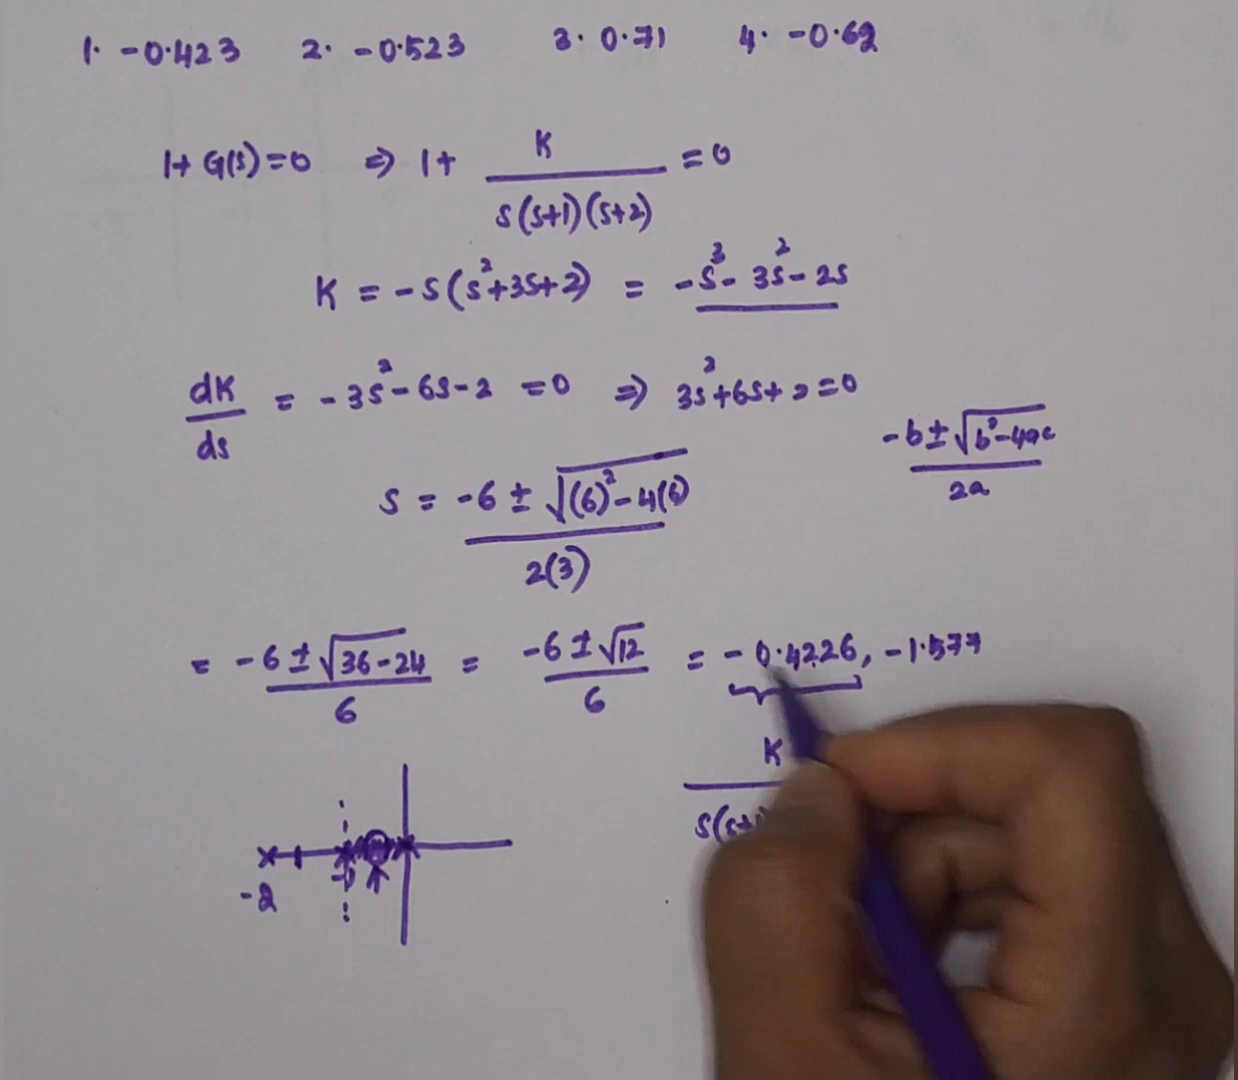 1. -0.423 2. -0.523 3. 0.71 4. -0.62
1+ G(s)=0 ⇒ 1+ K / s(s+1)(s+2) =0
K = -s(s²+3s+2) = -s³- 3s²- 2s
dK/ds = -3s²-6s-2 =0 ⇒ 3s²+6s+2=0
-b±√b²-4ac / 2a
s = -6 ± √(6)²-4(6) / 2(3)
= -6±√36-24 / 6 = -6±√12 / 6 = -0.4226, -1.577
K
s(s+1)
-2